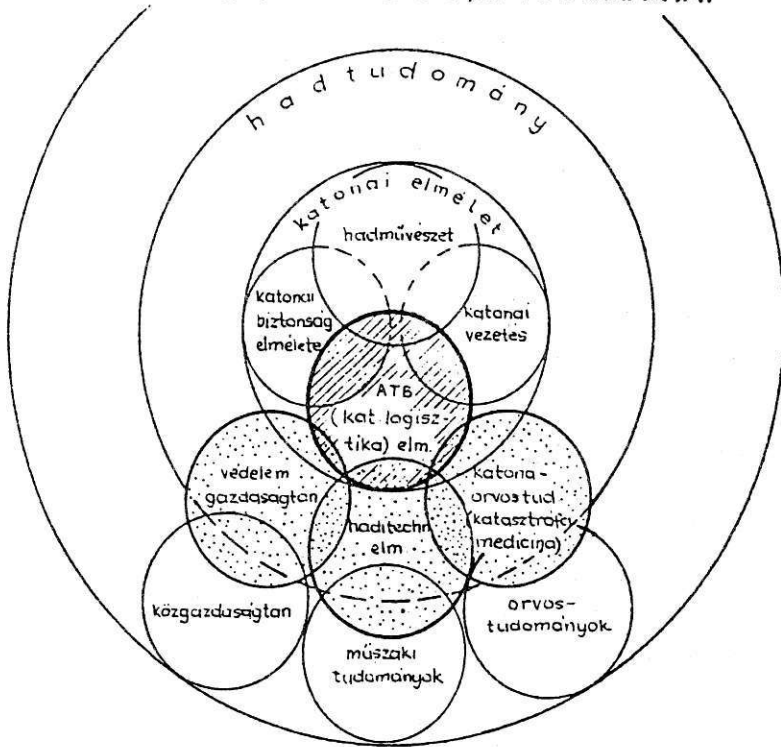 hadtudomány
katonai elmélet
hadművészet
katonai
biztonság
elmélete
katonai
vezetés
ATB
(kat. logisz-
tika) elm.
védelem
gazdaságtan
haditechn
elm
katona-
orvostud
(katasztrófa
medicina)
közgazdaságtan
műszaki
tudományok
orvos-
tudományok